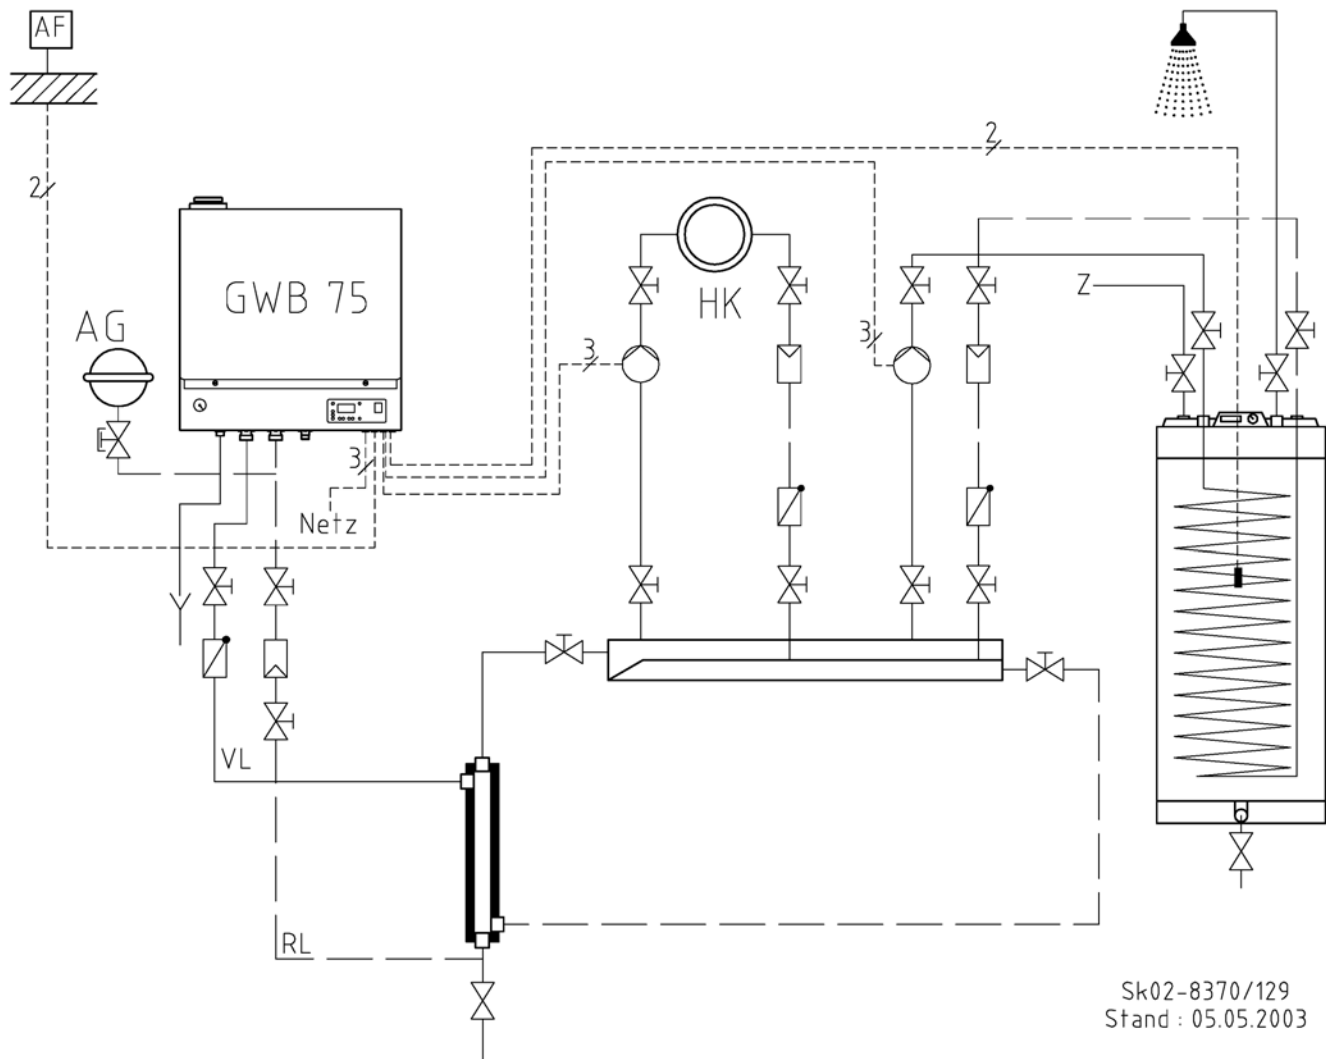 AF
2
2
GWB 75
HK
Z
AG
3
3
3
Netz
VL
RL
Sk02-8370/129
Stand : 05.05.2003